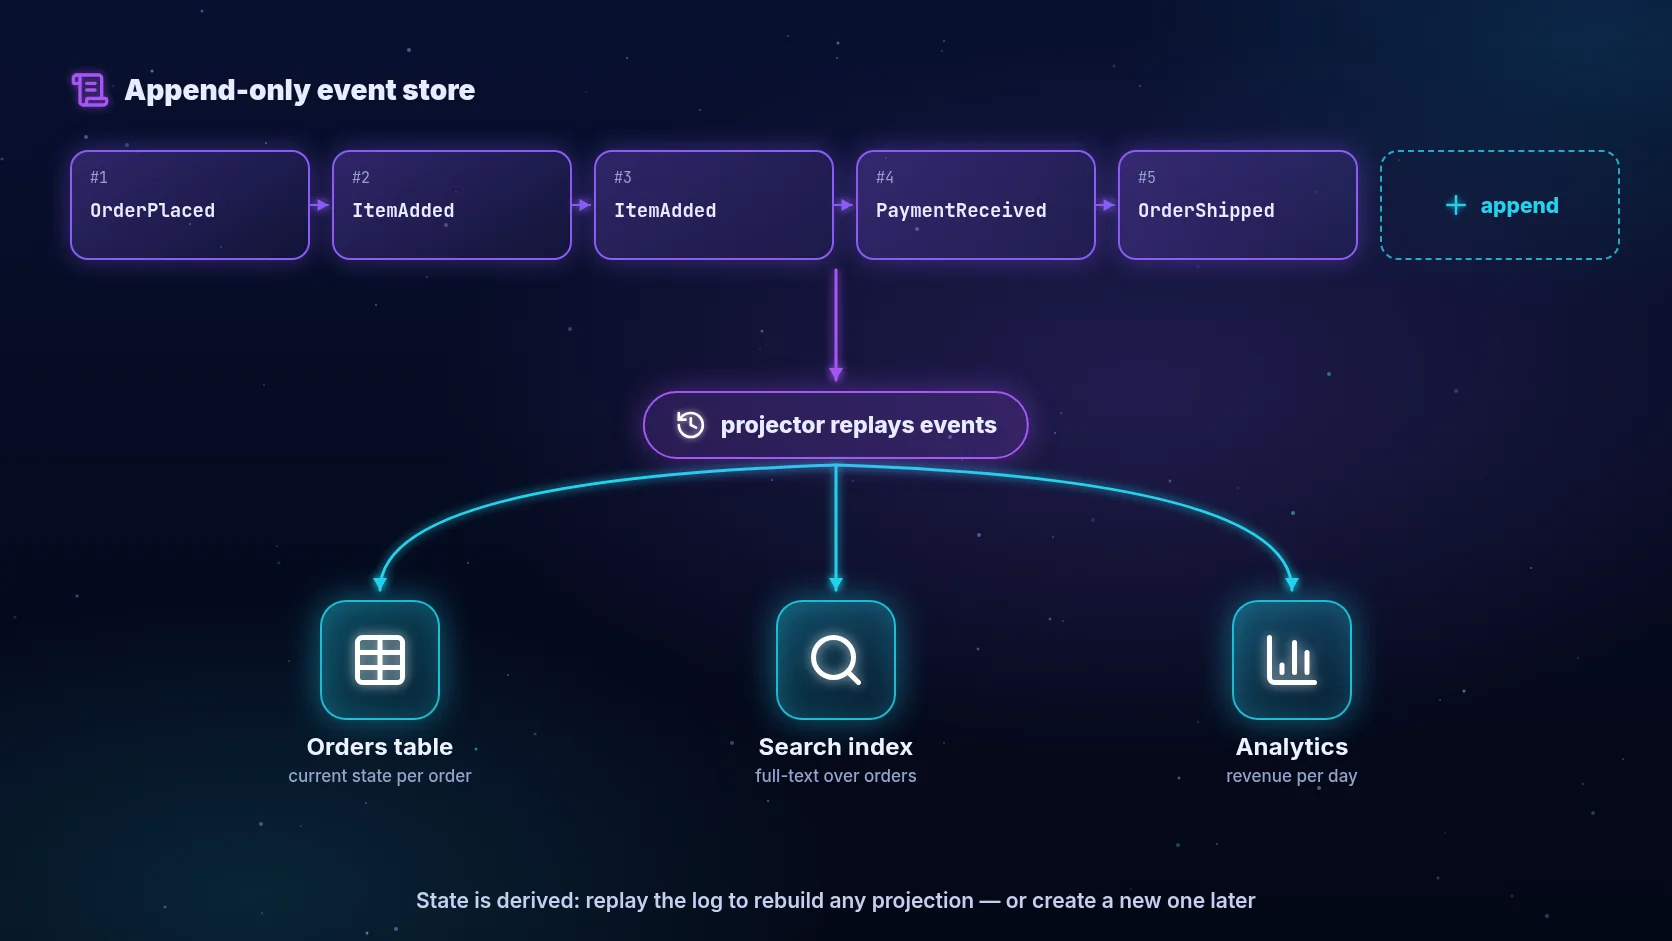 Append-only event store
#1
OrderPlaced
#2
ItemAdded
#3
ItemAdded
#4
PaymentReceived
#5
OrderShipped
append
projector replays events
Orders table
current state per order
Search index
full-text over orders
Analytics
revenue per day
State is derived: replay the log to rebuild any projection — or create a new one later